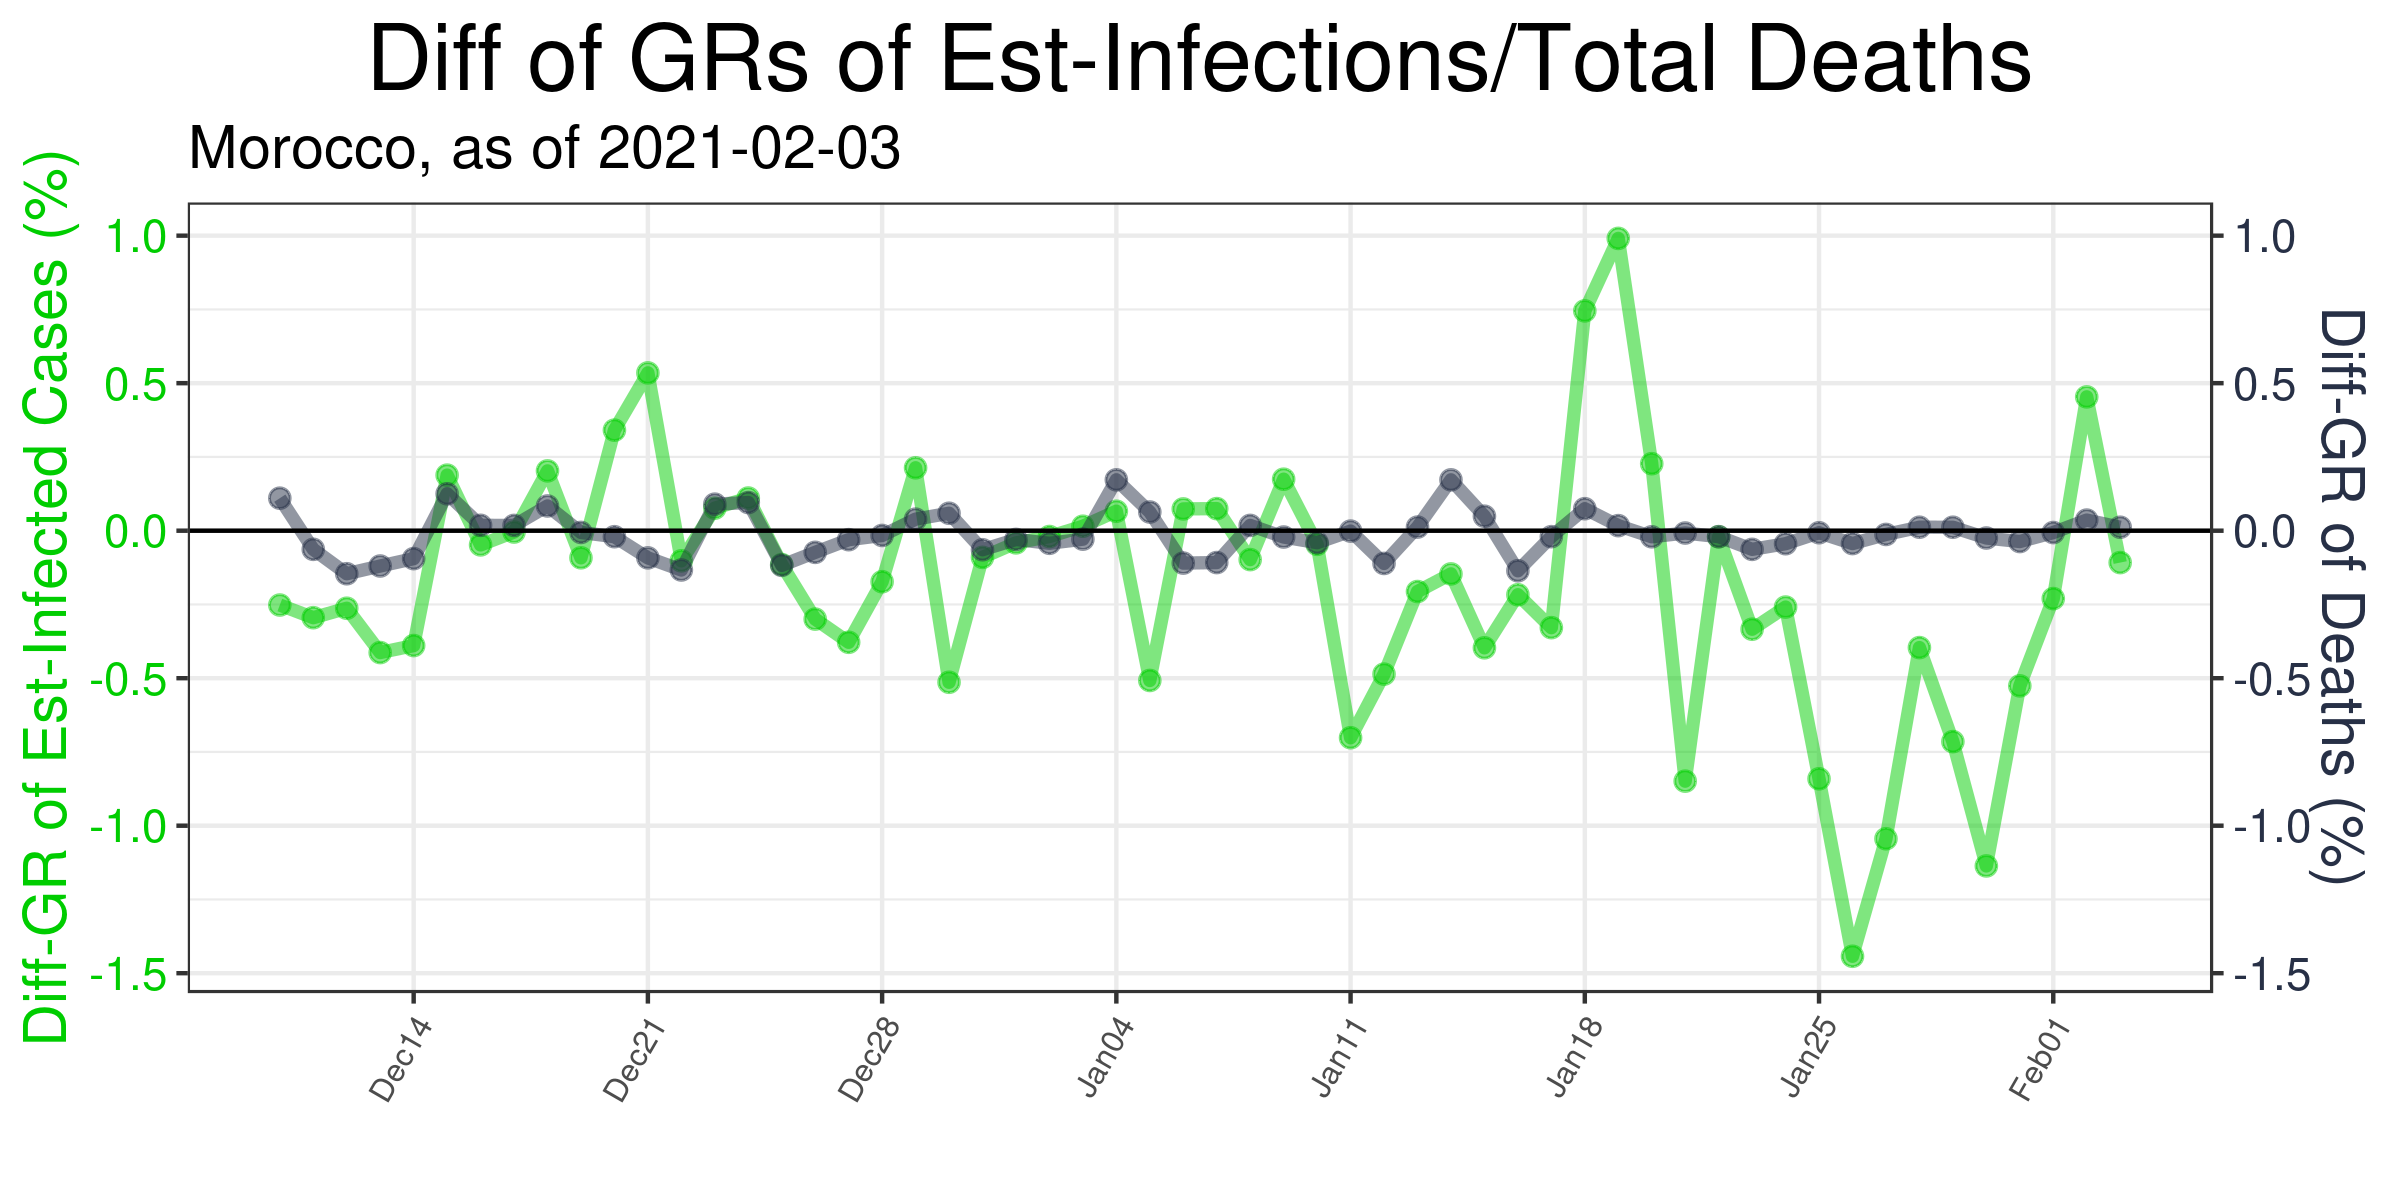 Diff of GRs of Est-Infections/Total Deaths
Morocco, as of 2021-02-03
Diff-GR of Est-Infected Cases (%)
1.0
0.5
0.0
-0.5
-1.0
-1.5
1.0
0.5
0.0
-0.5
-1.0
-1.5
Diff-GR of Deaths (%)
Dec14
Dec21
Dec28
Jan04
Jan11
Jan18
Jan25
Feb01